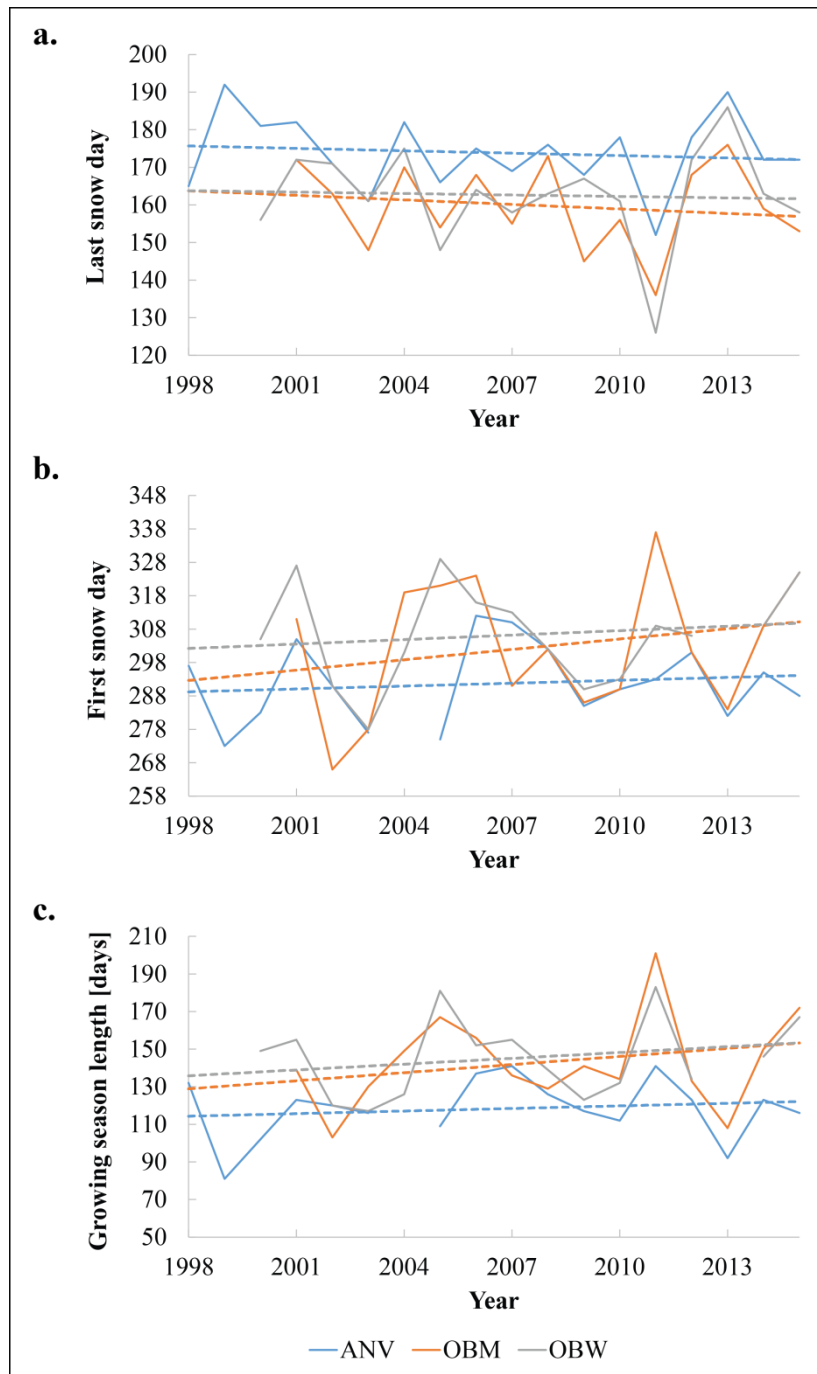 a.
200
190
180
170
160
150
140
130
120
Last snow day
1998 2001 2004 2007 2010 2013
Year
b.
348
338
328
318
308
298
288
278
268
258
First snow day
1998 2001 2004 2007 2010 2013
Year
c.
210
190
170
150
130
110
90
70
50
Growing season length [days]
1998 2001 2004 2007 2010 2013
Year
ANV OBM OBW